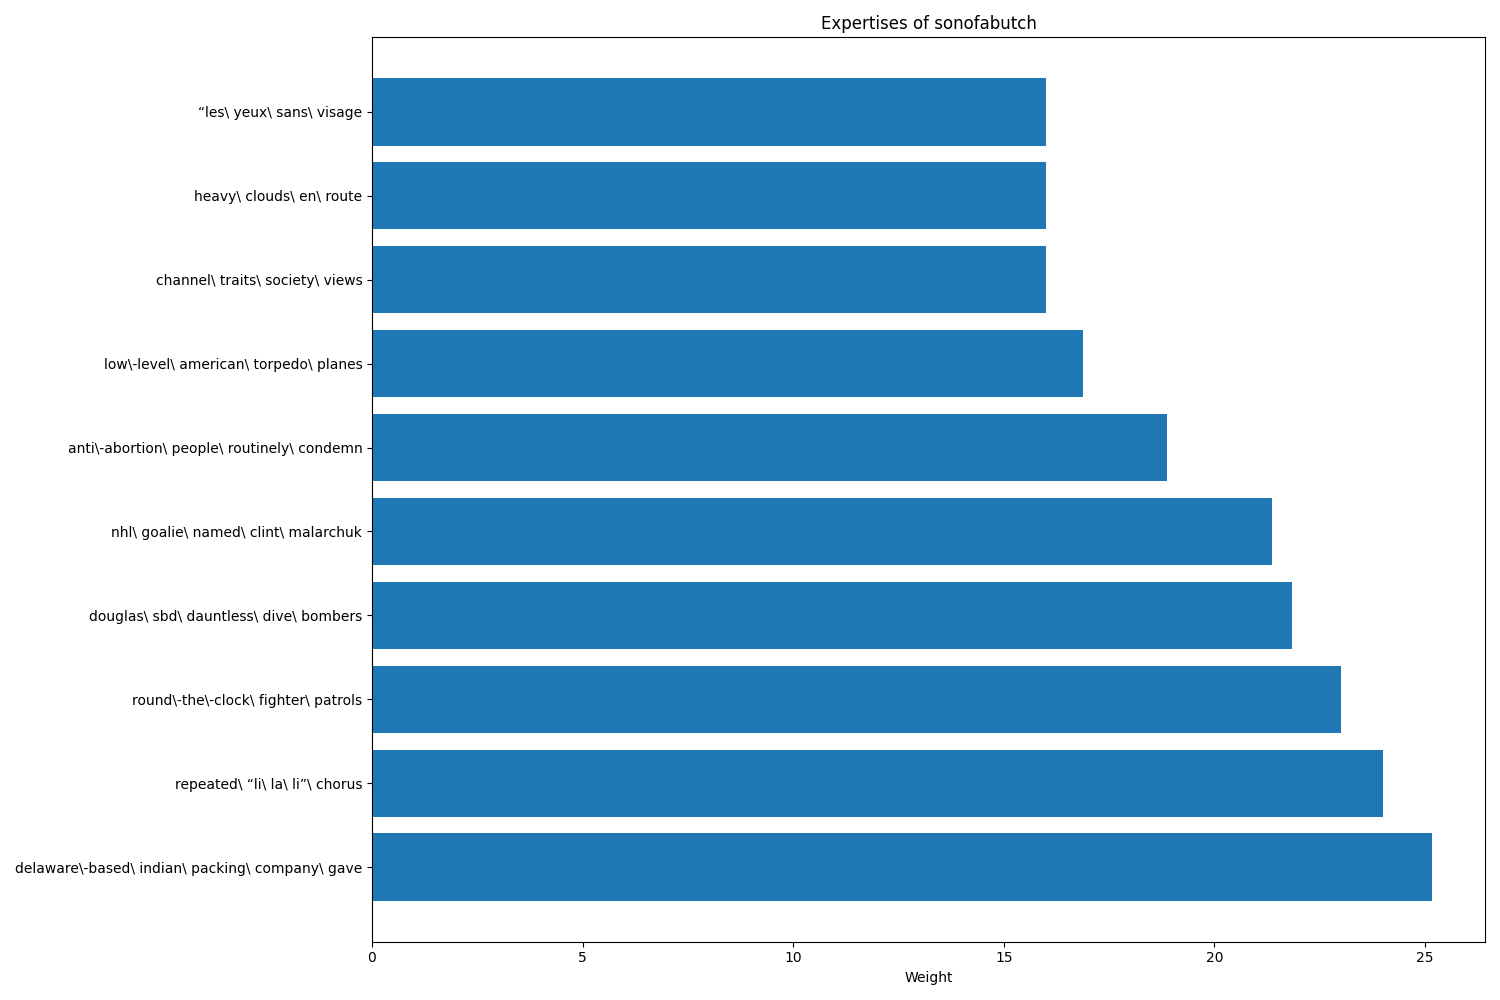 Expertises of sonofabutch
“les\ yeux\ sans\ visage
heavy\ clouds\ en\ route
channel\ traits\ society\ views
low\-level\ american\ torpedo\ planes
anti\-abortion\ people\ routinely\ condemn
nhl\ goalie\ named\ clint\ malarchuk
douglas\ sbd\ dauntless\ dive\ bombers
round\-the\-clock\ fighter\ patrols
repeated\ “li\ la\ li”\ chorus
delaware\-based\ indian\ packing\ company\ gave
0 5 10 15 20 25
Weight